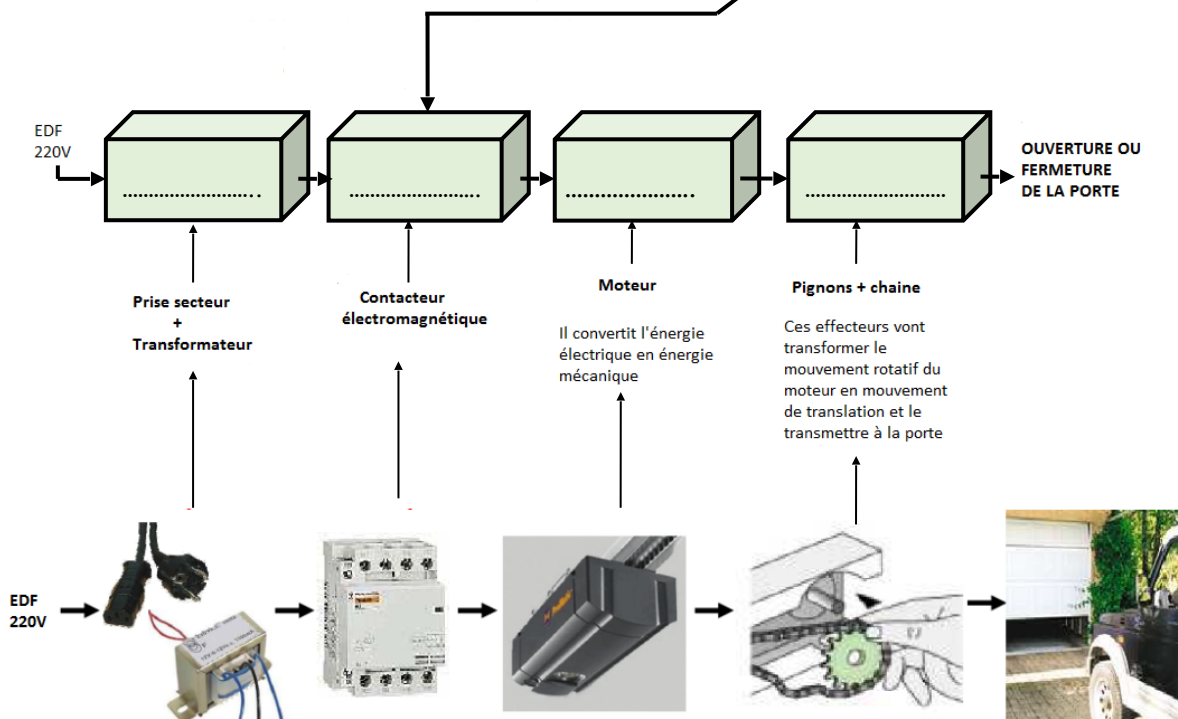 EDF
220V
.......................
......................
......................
........................
OUVERTURE OU
FERMETURE
DE LA PORTE
Prise secteur
+
Transformateur
Contacteur
électromagnétique
Moteur
Il convertit l'énergie
électrique en énergie
mécanique
Pignons + chaine
Ces effecteurs vont
transformer le
mouvement rotatif du
moteur en mouvement
de translation et le
transmettre à la porte
EDF
220V